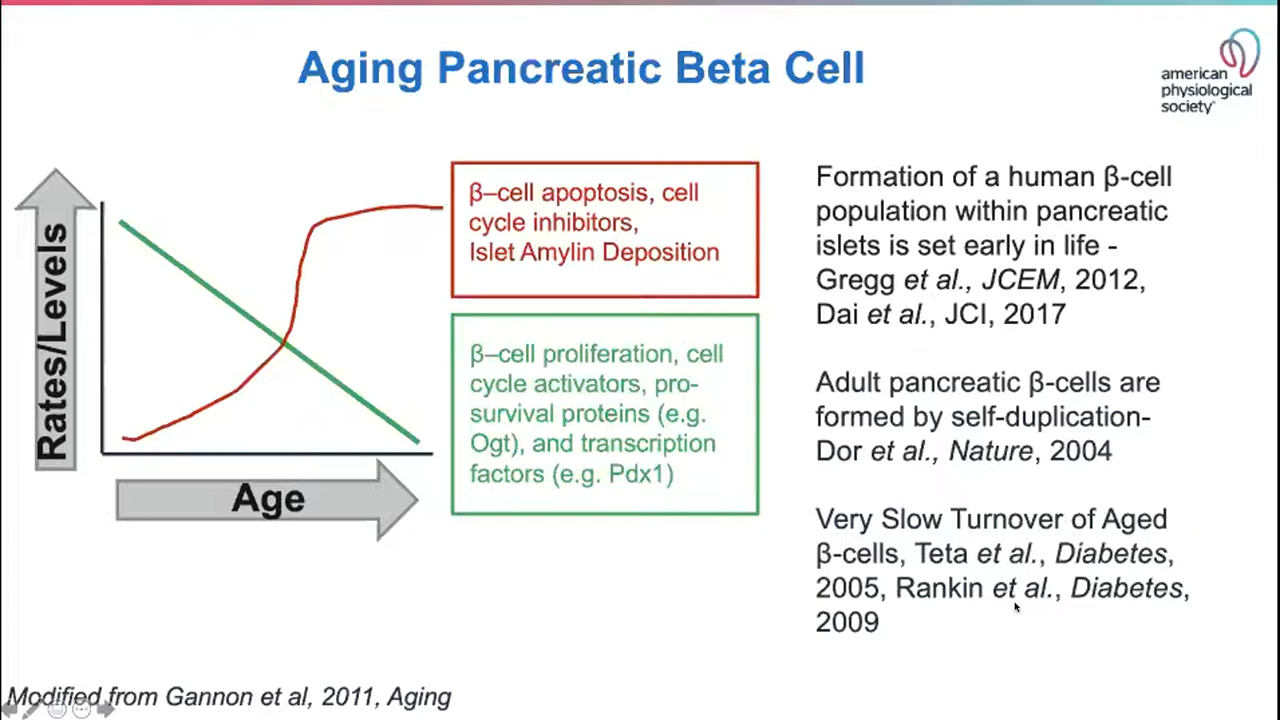 Aging Pancreatic Beta Cell
american
physiological
society
Rates/Levels
Age
β–cell apoptosis, cell
cycle inhibitors,
Islet Amylin Deposition
β–cell proliferation, cell
cycle activators, pro-
survival proteins (e.g.
Ogt), and transcription
factors (e.g. Pdx1)
Formation of a human β-cell
population within pancreatic
islets is set early in life -
Gregg et al., JCEM, 2012,
Dai et al., JCI, 2017
Adult pancreatic β-cells are
formed by self-duplication-
Dor et al., Nature, 2004
Very Slow Turnover of Aged
β-cells, Teta et al., Diabetes,
2005, Rankin et al., Diabetes,
2009
Modified from Gannon et al, 2011, Aging